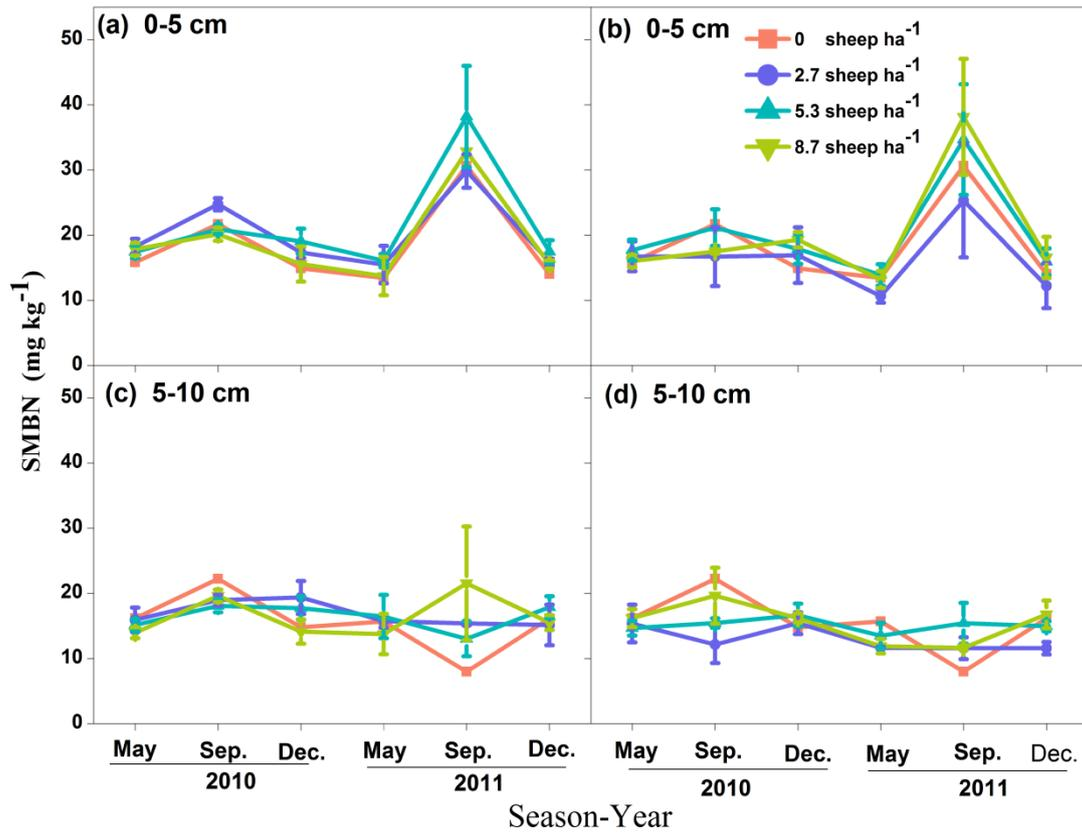 (a) 0-5 cm
(b) 0-5 cm
0 sheep ha-1
2.7 sheep ha-1
5.3 sheep ha-1
8.7 sheep ha-1
50
40
30
20
10
0
(c) 5-10 cm
(d) 5-10 cm
50
40
30
20
10
0
SMBN (mg kg-1)
May Sep. Dec. May Sep. Dec. May Sep. Dec. May Sep. Dec.
2010 2011 2010 2011
Season-Year